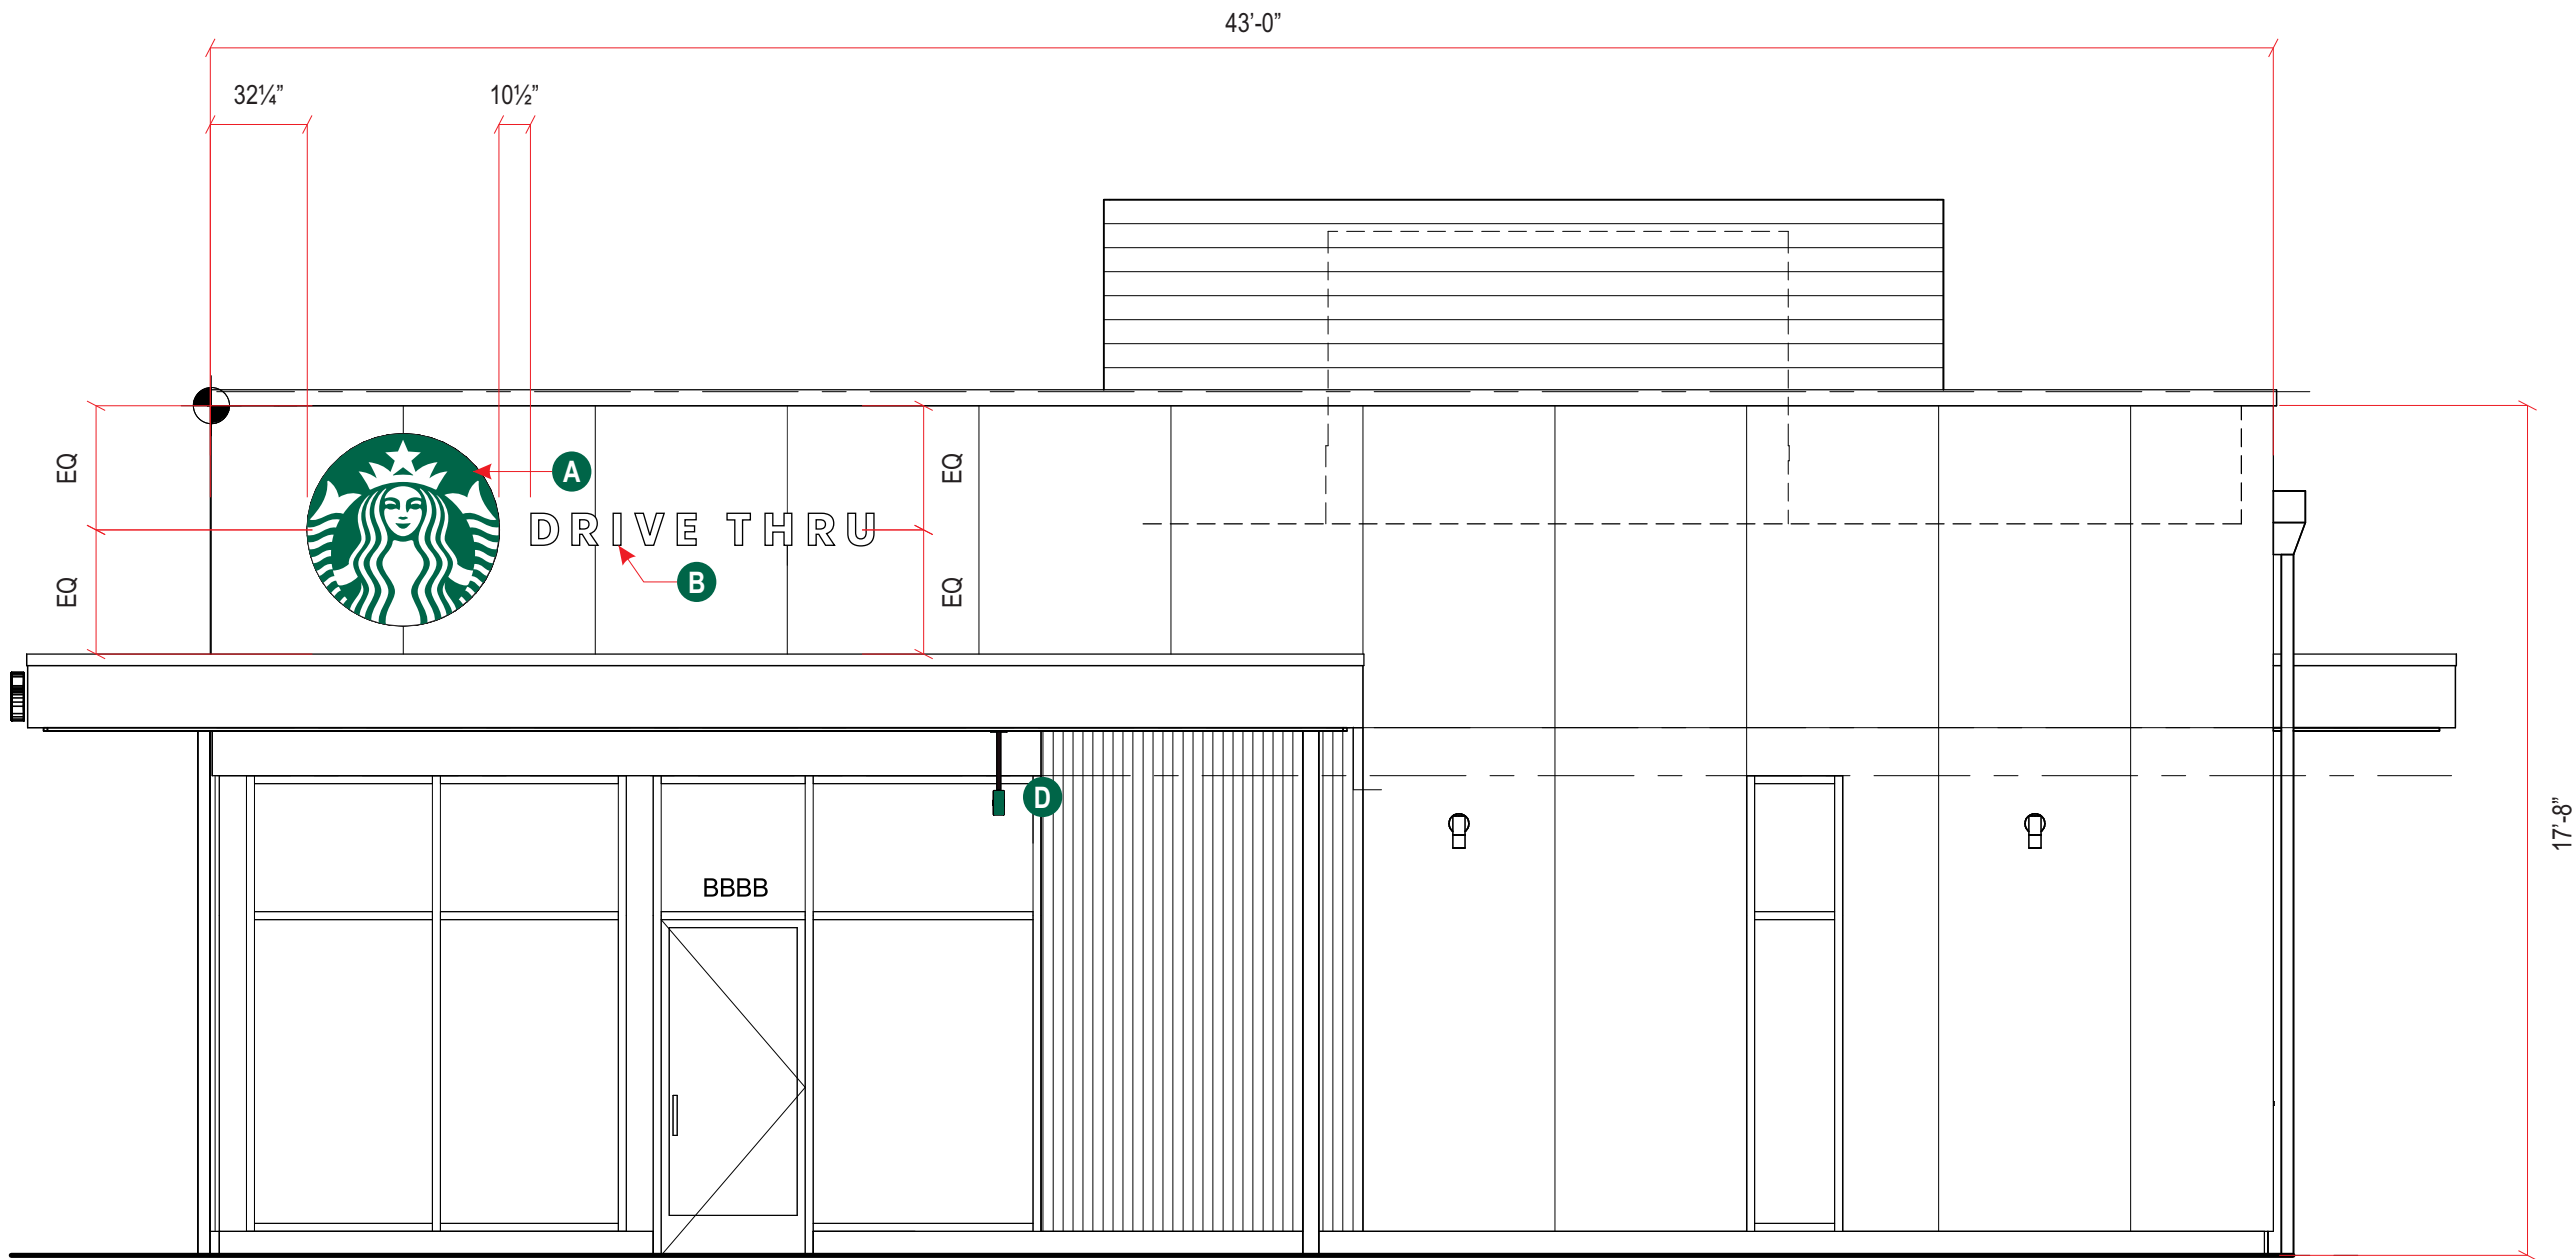 43’-0”
32¼” 10½”
EQ EQ
A
DRIVE THRU
B
EQ EQ
D
17’-8”
BBBB